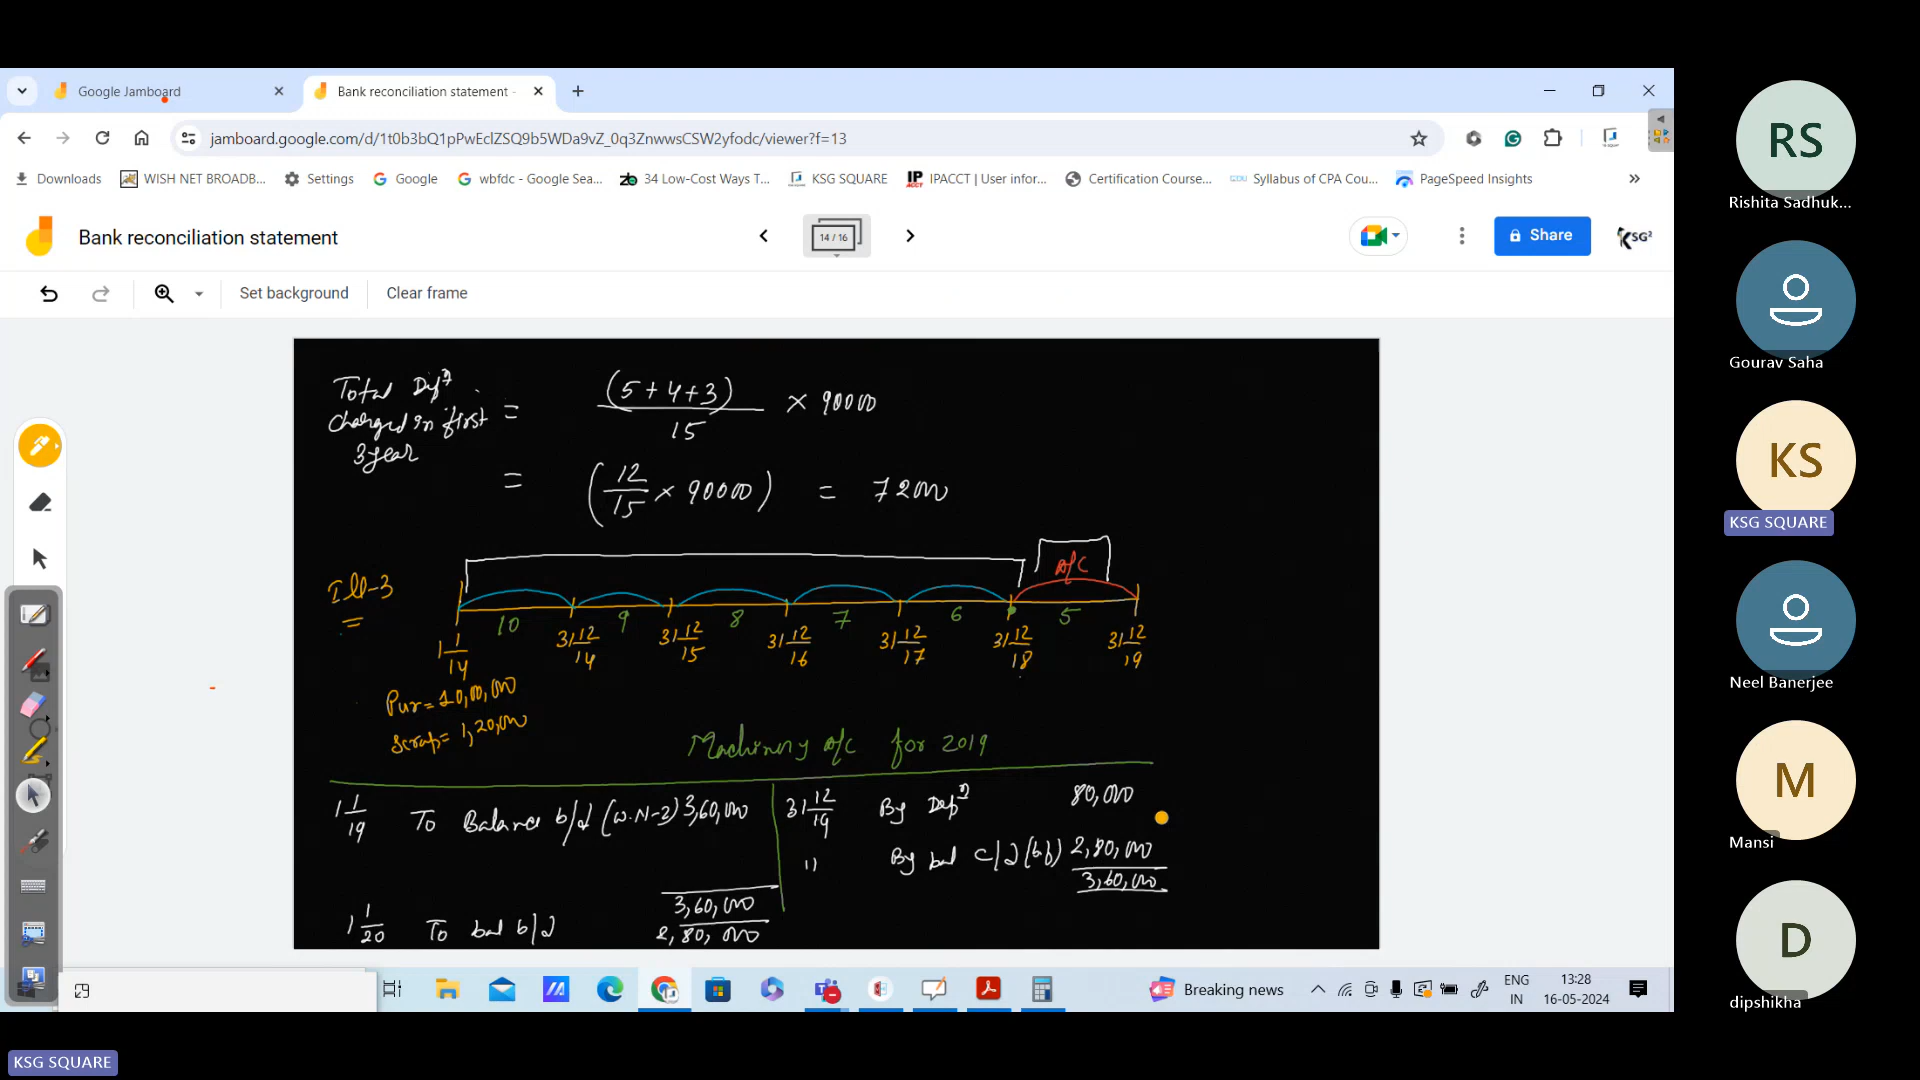 Google Jamboard
Bank reconciliation statement -
jamboard.google.com/d/1t0b3bQ1pPwEclZSQ9b5WDa9vZ_0q3ZnwwsCSW2yfodc/viewer?f=13
Downloads WISH NET BROADB... Settings Google wbfdc - Google Sea... 34 Low-Cost Ways T... KSG SQUARE IPACCT | User infor... Certification Course... Syllabus of CPA Cou... PageSpeed Insights
Bank reconciliation statement
14 / 16
Share
KSG²
Set background Clear frame
Total Depⁿ
charged in first
3 year
= (5+4+3) / 15 × 90000
= (12/15 × 90000) = 72000
Ill-3
=
A/C
10 9 8 7 6 5
1 1/14 31 12/14 31 12/15 31 12/16 31 12/17 31 12/18 31 12/19
Pur = 10,00,000
Scrap = 1,20,000
Machinery A/c for 2019
1 1/19 To Balance b/d (W.N-2) 3,60,000 31 12/19 By Depⁿ 80,000
" By bal c/d (b.f) 2,80,000
3,60,000
3,60,000
1 1/20 To bal b/d 2,80,000
Breaking news
ENG
IN
13:28
16-05-2024
RS
Rishita Sadhuk...
Gourav Saha
KS
KSG SQUARE
Neel Banerjee
M
Mansi
D
dipshikha
KSG SQUARE